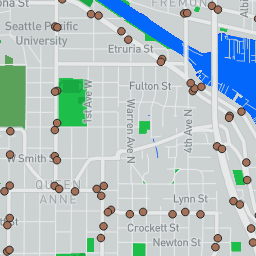 FREMONT
Seattle Pacific
University
Etruria St
Fulton St
1st Ave W
Warren Ave N
4th Ave N
W Smith St
QUEEN
ANNE
Lynn St
Crockett St
Newton St